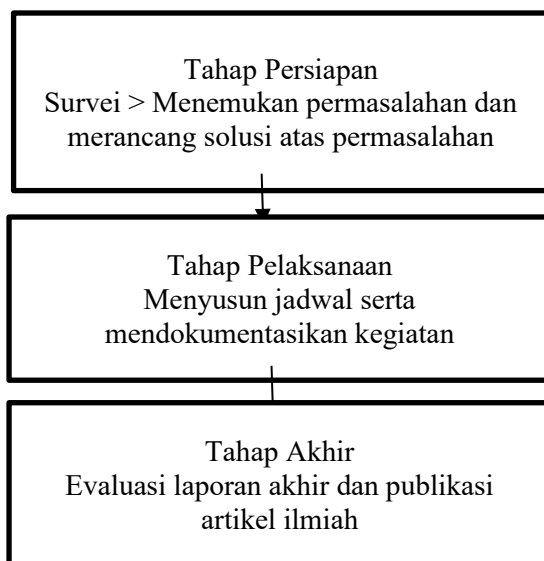 Tahap Persiapan
Survei > Menemukan permasalahan dan
merancang solusi atas permasalahan
Tahap Pelaksanaan
Menyusun jadwal serta
mendokumentasikan kegiatan
Tahap Akhir
Evaluasi laporan akhir dan publikasi
artikel ilmiah